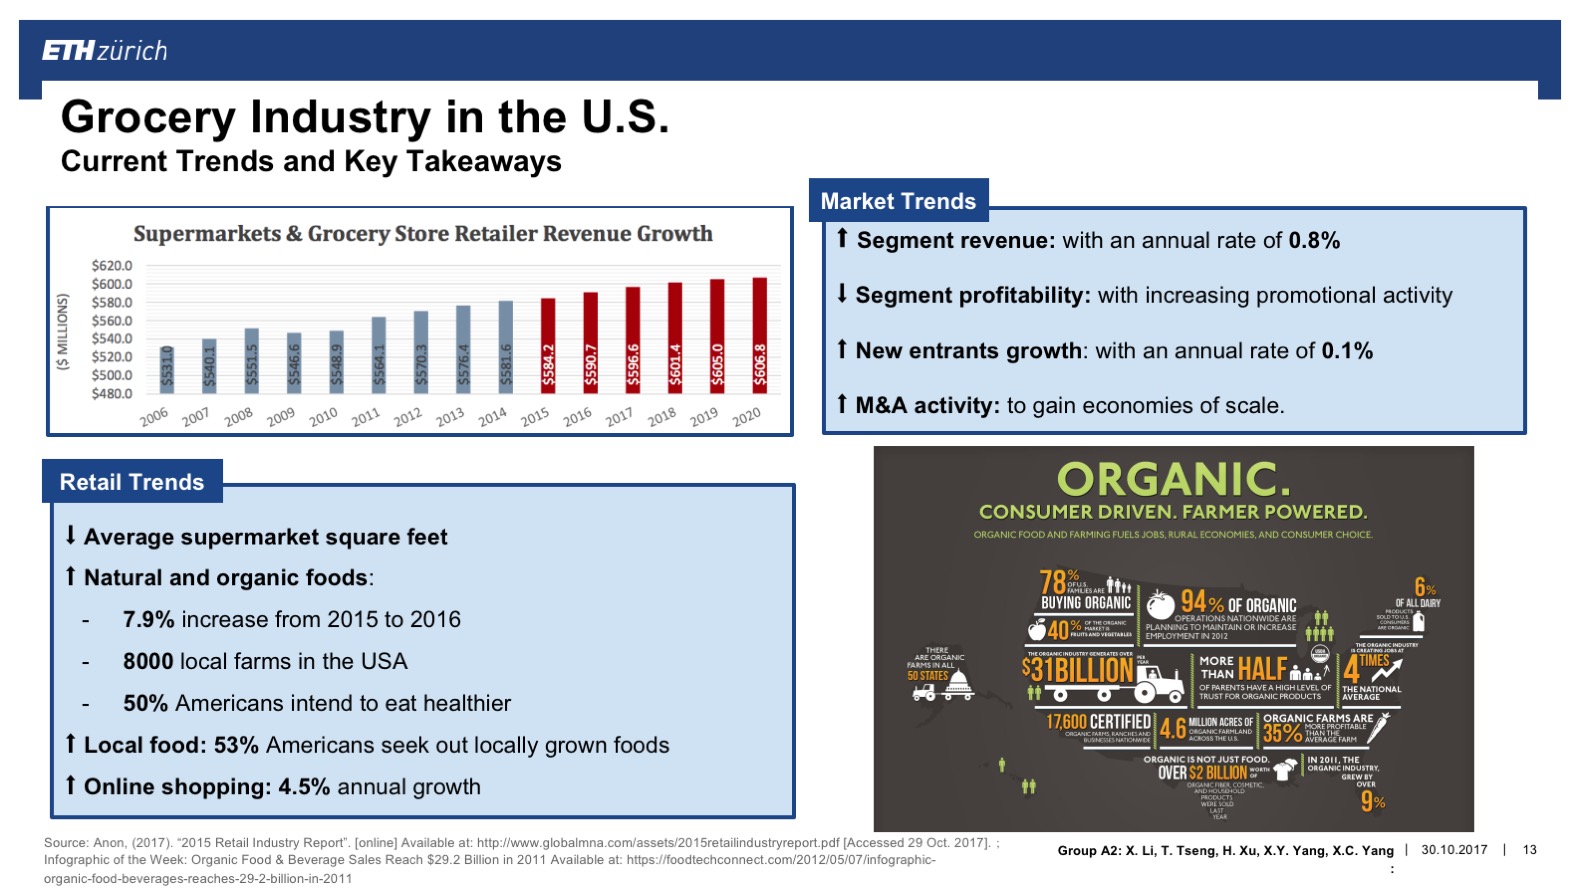 ETH zürich
Grocery Industry in the U.S.
Current Trends and Key Takeaways
Supermarkets & Grocery Store Retailer Revenue Growth
($ MILLIONS)
$620.0
$600.0
$580.0
$560.0
$540.0
$520.0
$500.0
$480.0
$531.0 $540.1 $551.5 $546.6 $548.9 $564.1 $570.3 $576.4 $581.6 $584.2 $590.7 $596.6 $601.4 $605.0 $606.8
2006 2007 2008 2009 2010 2011 2012 2013 2014 2015 2016 2017 2018 2019 2020
Market Trends
⬆ Segment revenue: with an annual rate of 0.8%
⬇ Segment profitability: with increasing promotional activity
⬆ New entrants growth: with an annual rate of 0.1%
⬆ M&A activity: to gain economies of scale.
Retail Trends
⬇ Average supermarket square feet
⬆ Natural and organic foods:
- 7.9% increase from 2015 to 2016
- 8000 local farms in the USA
- 50% Americans intend to eat healthier
⬆ Local food: 53% Americans seek out locally grown foods
⬆ Online shopping: 4.5% annual growth
ORGANIC.
CONSUMER DRIVEN. FARMER POWERED.
ORGANIC FOOD AND FARMING FUELS JOBS, RURAL ECONOMIES, AND CONSUMER CHOICE.
78%
OF U.S.
FAMILIES ARE
BUYING ORGANIC
40%
OF THE ORGANIC
MARKET IS
FRUITS AND VEGETABLES
94% OF ORGANIC
OPERATIONS NATIONWIDE ARE
PLANNING TO MAINTAIN OR INCREASE
EMPLOYMENT IN 2012
6%
OF ALL DAIRY
PRODUCTS
SOLD TO U.S.
CONSUMERS
ARE ORGANIC
THERE
ARE ORGANIC
FARMS IN ALL
50 STATES
THE ORGANIC INDUSTRY GENERATES OVER
$31 BILLION
PER
YEAR
MORE
THAN HALF
OF PARENTS HAVE A HIGH LEVEL OF
TRUST FOR ORGANIC PRODUCTS
THE ORGANIC INDUSTRY
IS CREATING JOBS AT
4 TIMES
THE NATIONAL
AVERAGE
17,600 CERTIFIED
ORGANIC FARMS, RANCHES AND
BUSINESSES NATIONWIDE
4.6
MILLION ACRES OF
ORGANIC FARMLAND
ACROSS THE U.S.
ORGANIC FARMS ARE
35%
MORE PROFITABLE
THAN THE
AVERAGE FARM
ORGANIC IS NOT JUST FOOD.
OVER $2 BILLION WORTH
OF
ORGANIC FIBER, COSMETIC,
AND HOUSEHOLD
PRODUCTS
WERE SOLD
LAST
YEAR
IN 2011, THE
ORGANIC INDUSTRY,
GREW BY
OVER
9%
Source: Anon, (2017). “2015 Retail Industry Report”. [online] Available at: http://www.globalmna.com/assets/2015retailindustryreport.pdf [Accessed 29 Oct. 2017]. ;
Infographic of the Week: Organic Food & Beverage Sales Reach $29.2 Billion in 2011 Available at: https://foodtechconnect.com/2012/05/07/infographic-
organic-food-beverages-reaches-29-2-billion-in-2011
Group A2: X. Li, T. Tseng, H. Xu, X.Y. Yang, X.C. Yang | 30.10.2017 | 13
: